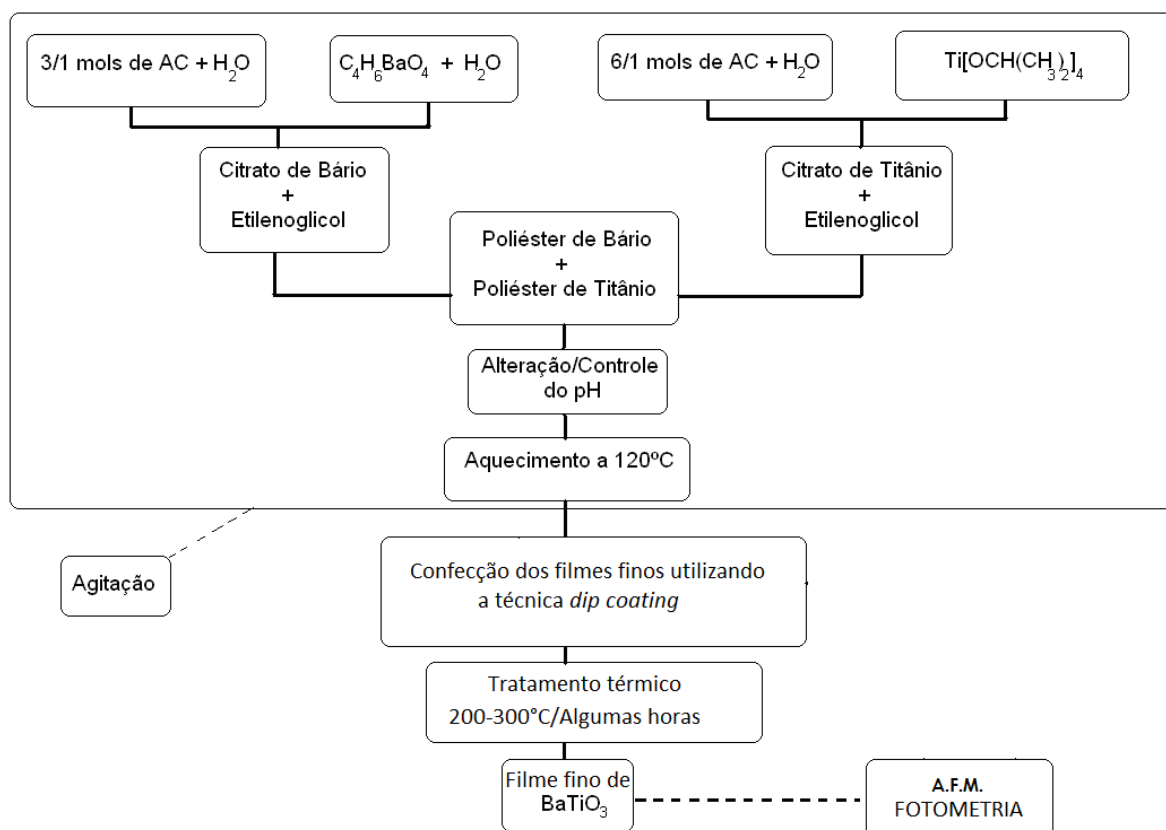 3/1 mols de AC + H₂O
C₄H₆BaO₄ + H₂O
6/1 mols de AC + H₂O
Ti[OCH(CH₃)₂]₄
Citrato de Bário
+
Etilenoglicol
Citrato de Titânio
+
Etilenoglicol
Poliéster de Bário
+
Poliéster de Titânio
Alteração/Controle
do pH
Aquecimento a 120ºC
Agitação
Confecção dos filmes finos utilizando
a técnica dip coating
Tratamento térmico
200-300°C/Algumas horas
Filme fino de
BaTiO₃
A.F.M.
FOTOMETRIA